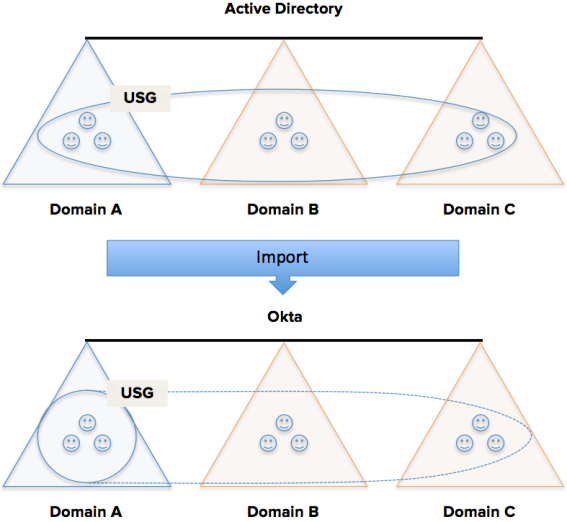 Active Directory
USG
Domain A
Domain B
Domain C
Import
Okta
USG
Domain A
Domain B
Domain C